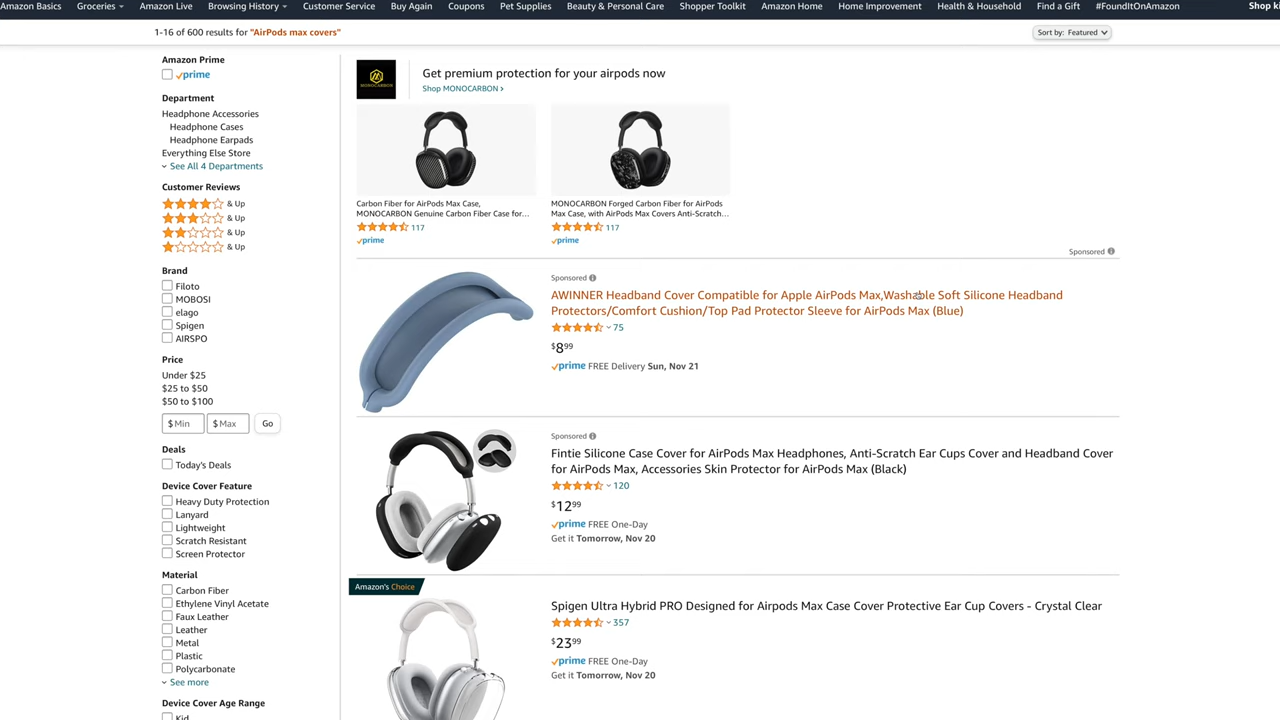 Amazon Basics Groceries Amazon Live Browsing History Customer Service Buy Again Coupons Pet Supplies Beauty & Personal Care Shopper Toolkit Amazon Home Home Improvement Health & Household Find a Gift #FoundItOnAmazon Shop
1-16 of 600 results for "AirPods max covers"
Sort by: Featured
Amazon Prime
prime
Department
Headphone Accessories
Headphone Cases
Headphone Earpads
Everything Else Store
See All 4 Departments
Customer Reviews
& Up
& Up
& Up
& Up
Brand
Filoto
MOBOSI
elago
Spigen
AIRSPO
Price
Under $25
$25 to $50
$50 to $100
$ Min $ Max Go
Deals
Today's Deals
Device Cover Feature
Heavy Duty Protection
Lanyard
Lightweight
Scratch Resistant
Screen Protector
Material
Carbon Fiber
Ethylene Vinyl Acetate
Faux Leather
Leather
Metal
Plastic
Polycarbonate
See more
Device Cover Age Range
Kid
MONOCARBON
Get premium protection for your airpods now
Shop MONOCARBON ›
Carbon Fiber for AirPods Max Case,
MONOCARBON Genuine Carbon Fiber Case for...
117
prime
MONOCARBON Forged Carbon Fiber for AirPods
Max Case, with AirPods Max Covers Anti-Scratch...
117
prime
Sponsored
Sponsored
AWINNER Headband Cover Compatible for Apple AirPods Max,Washable Soft Silicone Headband
Protectors/Comfort Cushion/Top Pad Protector Sleeve for AirPods Max (Blue)
75
$8 99
prime FREE Delivery Sun, Nov 21
Sponsored
Fintie Silicone Case Cover for AirPods Max Headphones, Anti-Scratch Ear Cups Cover and Headband Cover
for AirPods Max, Accessories Skin Protector for AirPods Max (Black)
120
$12 99
prime FREE One-Day
Get it Tomorrow, Nov 20
Amazon's Choice
Spigen Ultra Hybrid PRO Designed for Airpods Max Case Cover Protective Ear Cup Covers - Crystal Clear
357
$23 99
prime FREE One-Day
Get it Tomorrow, Nov 20